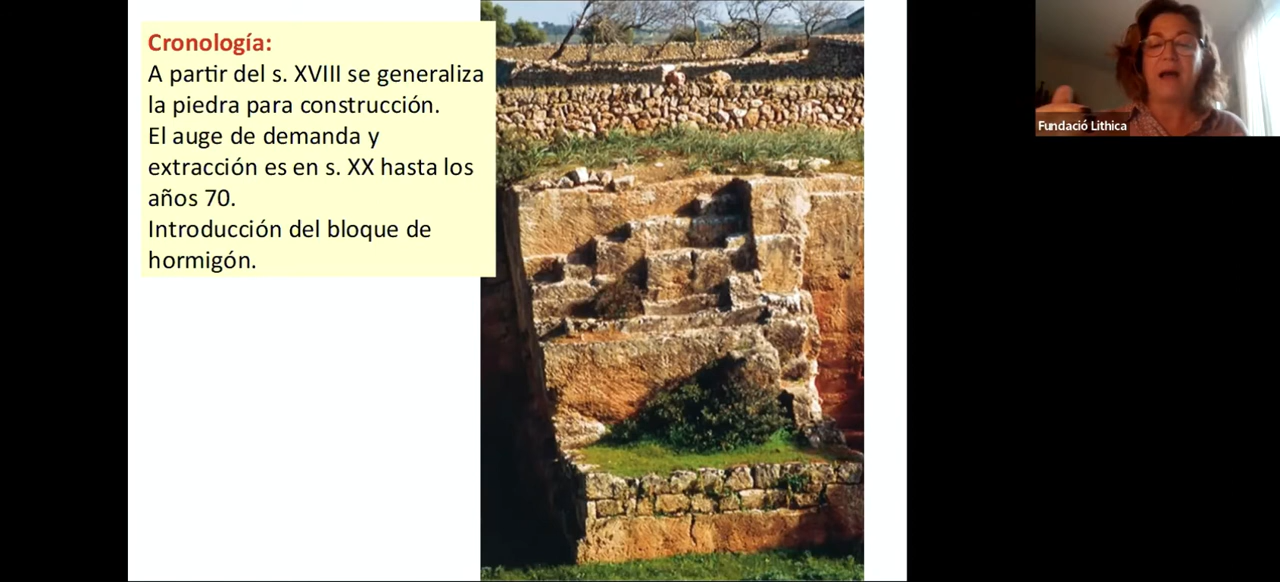 Cronología:
A partir del s. XVIII se generaliza
la piedra para construcción.
El auge de demanda y
extracción es en s. XX hasta los
años 70.
Introducción del bloque de
hormigón.
Fundació Lithica